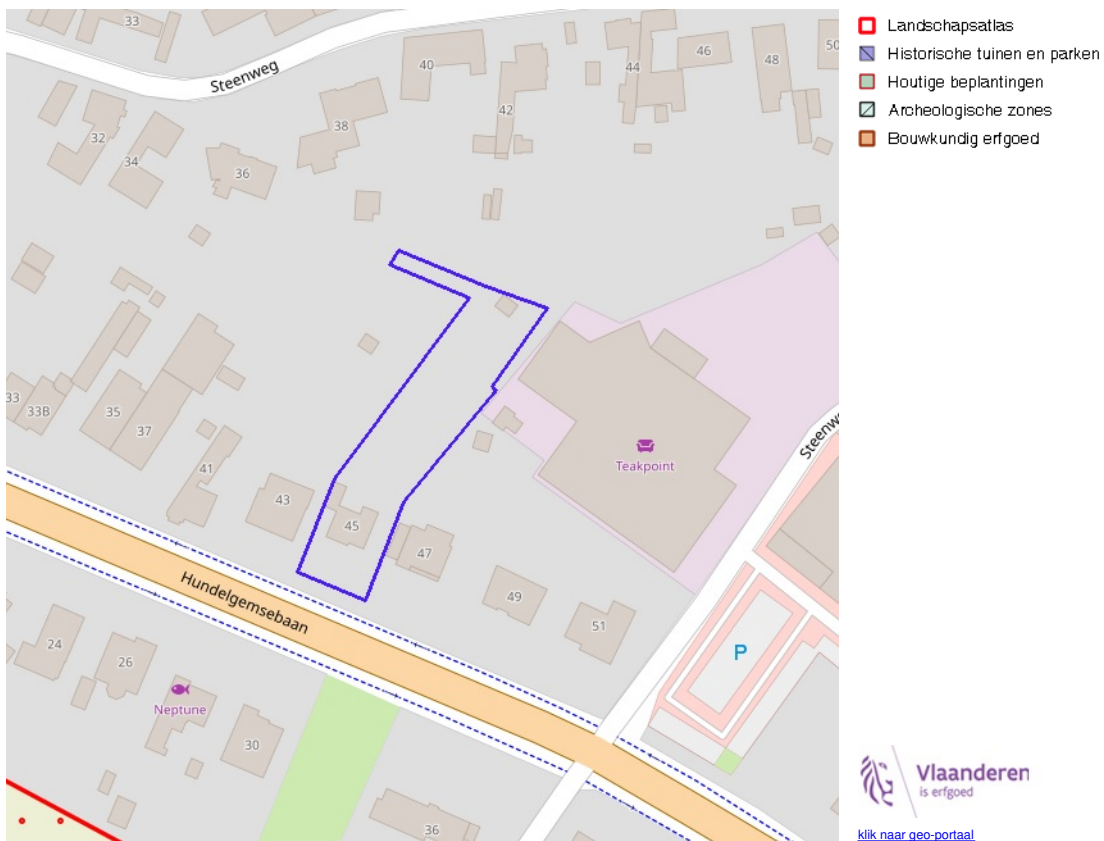 33
Steenweg
40
44
46
48
50
42
38
32
34
36
33
33B
35
37
41
43
45
47
49
51
Teakpoint
Steenw
Hundelgemsebaan
24
26
Neptune
30
36
P
Landschapsatlas
Historische tuinen en parken
Houtige beplantingen
Archeologische zones
Bouwkundig erfgoed
Vlaanderen
is erfgoed
klik naar geo-portaal